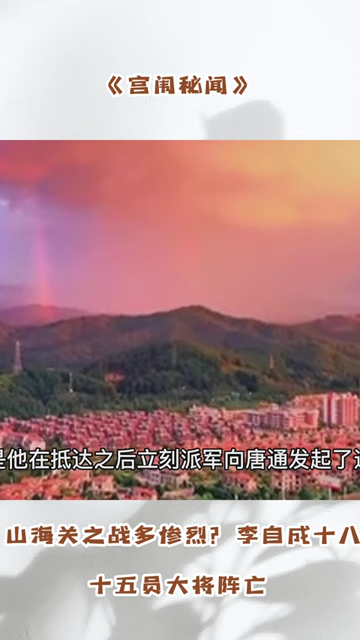 《宫闱秘闻》
是他在抵达之后立刻派军向唐通发起了
山海关之战多惨烈？李自成十八
十五员大将阵亡